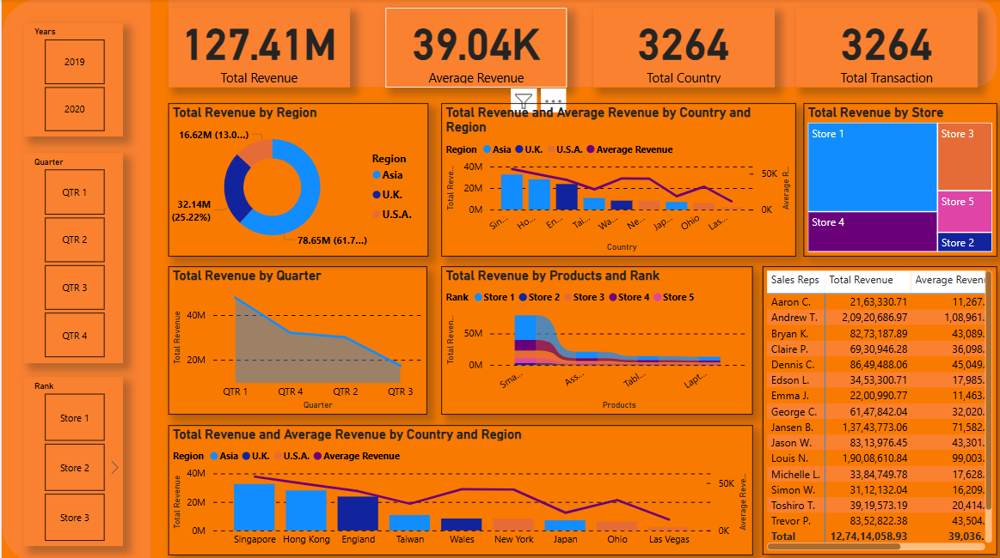 Years
2019
2020
Quarter
QTR 1
QTR 2
QTR 3
QTR 4
Rank
Store 1
Store 2
Store 3
127.41M
Total Revenue
39.04K
Average Revenue
3264
Total Country
3264
Total Transaction
Total Revenue by Region
16.62M (13.0...)
32.14M
(25.22%)
78.65M (61.7...)
Region
Asia
U.K.
U.S.A.
Total Revenue and Average Revenue by Country and
Region
Region Asia U.K. U.S.A. Average Revenue
Total Reve...
40M
20M
0M
50K
0K
Average R...
Sin... Ho... En... Tai... Wa... Ne... Jap... Ohio Las...
Country
Total Revenue by Store
Store 1
Store 3
Store 5
Store 4
Store 2
Total Revenue by Quarter
Total Revenue
40M
20M
QTR 1 QTR 4 QTR 2 QTR 3
Quarter
Total Revenue by Products and Rank
Rank Store 1 Store 2 Store 3 Store 4 Store 5
Total Reven...
50M
0M
Sma... Ass... Tabl... Lapt...
Products
Total Revenue and Average Revenue by Country and Region
Region Asia U.K. U.S.A. Average Revenue
Total Revenue
40M
20M
0M
50K
0K
Average Reve...
Singapore Hong Kong England Taiwan Wales New York Japan Ohio Las Vegas
Sales Reps Total Revenue Average Revenu
Aaron C. 21,63,330.71 11,267.
Andrew T. 2,09,20,686.97 1,08,961.
Bryan K. 82,73,187.89 43,089.
Claire P. 69,30,946.28 36,098.
Dennis C. 86,49,488.06 45,049.
Edson L. 34,53,300.71 17,985.
Emma J. 22,00,990.77 11,463.
George C. 61,47,842.04 32,020.
Jansen B. 1,37,43,773.06 71,582.
Jason W. 83,13,976.45 43,301.
Louis N. 1,90,08,610.84 99,003.
Michelle L. 33,84,749.78 17,628.
Simon W. 31,12,132.04 16,209.
Toshiro T. 39,19,573.19 20,414.
Trevor P. 83,52,822.38 43,504.
Total 12,74,14,058.93 39,036.